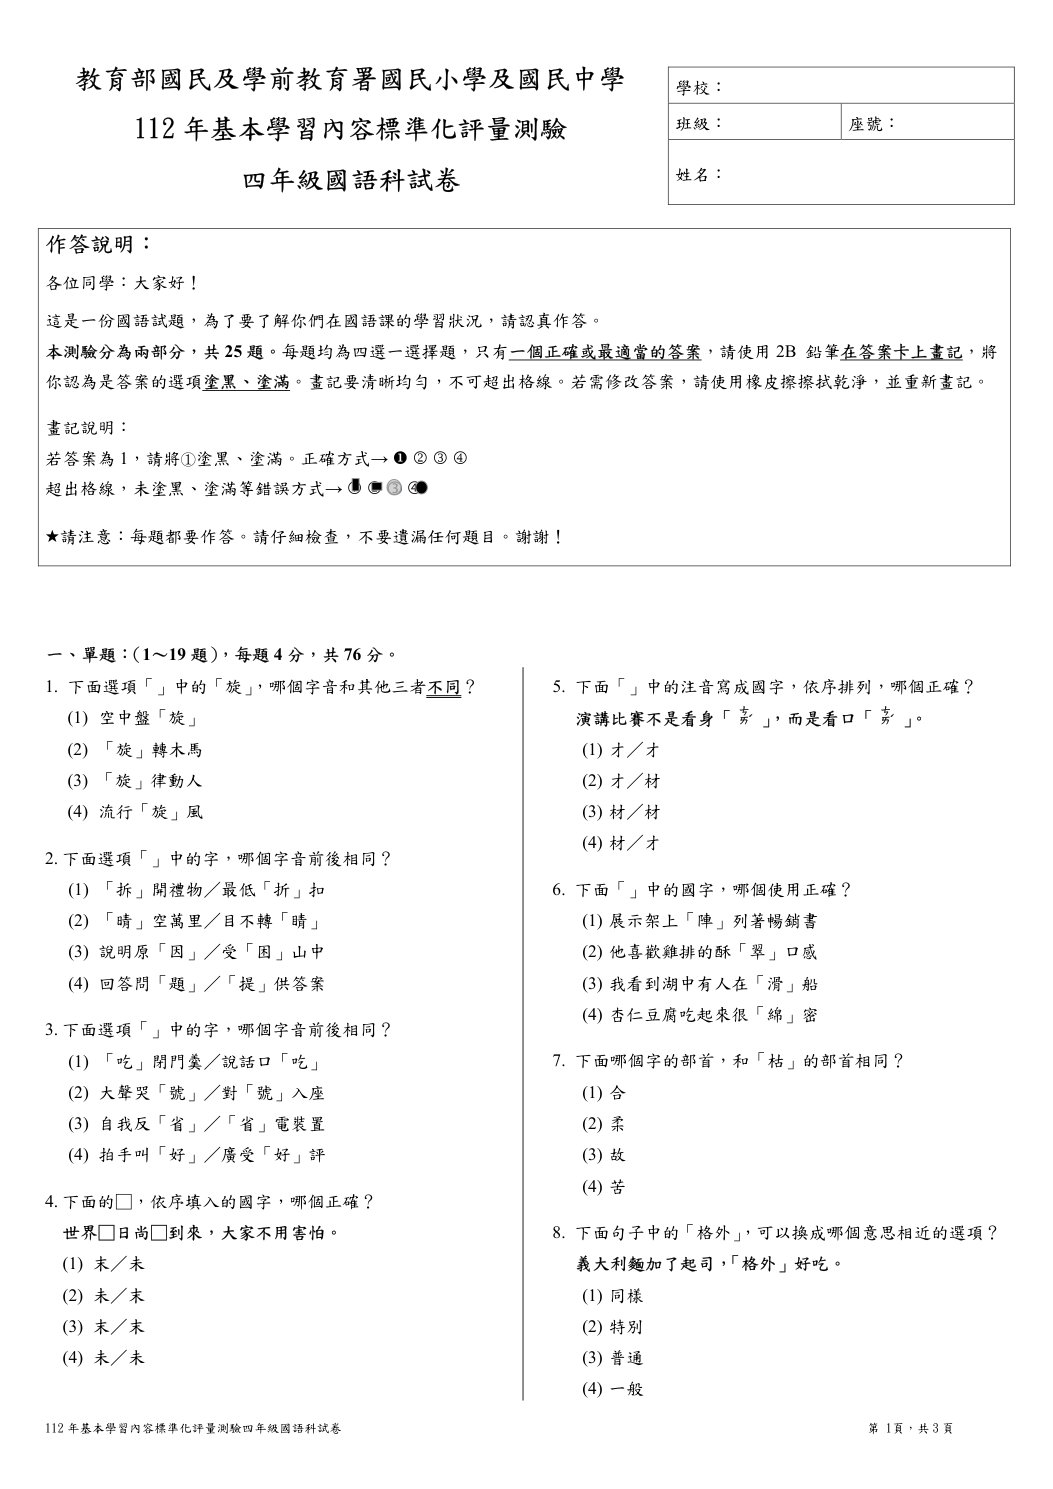 教育部國民及學前教育署國民小學及國民中學
112 年基本學習內容標準化評量測驗
四年級國語科試卷
學校：
班級：
座號：
姓名：
作答說明：
各位同學：大家好！
這是一份國語試題，為了要了解你們在國語課的學習狀況，請認真作答。
本測驗分為兩部分，共 25 題。每題均為四選一選擇題，只有一個正確或最適當的答案，請使用 2B 鉛筆在答案卡上畫記，將
你認為是答案的選項塗黑、塗滿。畫記要清晰均勻，不可超出格線。若需修改答案，請使用橡皮擦擦拭乾淨，並重新畫記。
畫記說明：
若答案為 1，請將①塗黑、塗滿。正確方式→ ❶ ② ③ ④
超出格線，未塗黑、塗滿等錯誤方式→ ① ② ③ ④
★請注意：每題都要作答。請仔細檢查，不要遺漏任何題目。謝謝！
一、單題：（1～19 題），每題 4 分，共 76 分。
1. 下面選項「」中的「旋」，哪個字音和其他三者不同？
(1) 空中盤「旋」
(2) 「旋」轉木馬
(3) 「旋」律動人
(4) 流行「旋」風
2. 下面選項「」中的字，哪個字音前後相同？
(1) 「拆」開禮物／最低「折」扣
(2) 「晴」空萬里／目不轉「睛」
(3) 說明原「因」／受「困」山中
(4) 回答問「題」／「提」供答案
3. 下面選項「」中的字，哪個字音前後相同？
(1) 「吃」閉門羹／說話口「吃」
(2) 大聲哭「號」／對「號」入座
(3) 自我反「省」／「省」電裝置
(4) 拍手叫「好」／廣受「好」評
4. 下面的□，依序填入的國字，哪個正確？
世界□日尚□到來，大家不用害怕。
(1) 末／未
(2) 未／末
(3) 末／末
(4) 未／未
5. 下面「」中的注音寫成國字，依序排列，哪個正確？
演講比賽不是看身「ㄘㄞˊ」，而是看口「ㄘㄞˊ」。
(1) 才／才
(2) 才／材
(3) 材／材
(4) 材／才
6. 下面「」中的國字，哪個使用正確？
(1) 展示架上「陣」列著暢銷書
(2) 他喜歡雞排的酥「翠」口感
(3) 我看到湖中有人在「滑」船
(4) 杏仁豆腐吃起來很「綿」密
7. 下面哪個字的部首，和「枯」的部首相同？
(1) 合
(2) 柔
(3) 故
(4) 苦
8. 下面句子中的「格外」，可以換成哪個意思相近的選項？
義大利麵加了起司，「格外」好吃。
(1) 同樣
(2) 特別
(3) 普通
(4) 一般
112 年基本學習內容標準化評量測驗四年級國語科試卷
第 1頁，共 3 頁